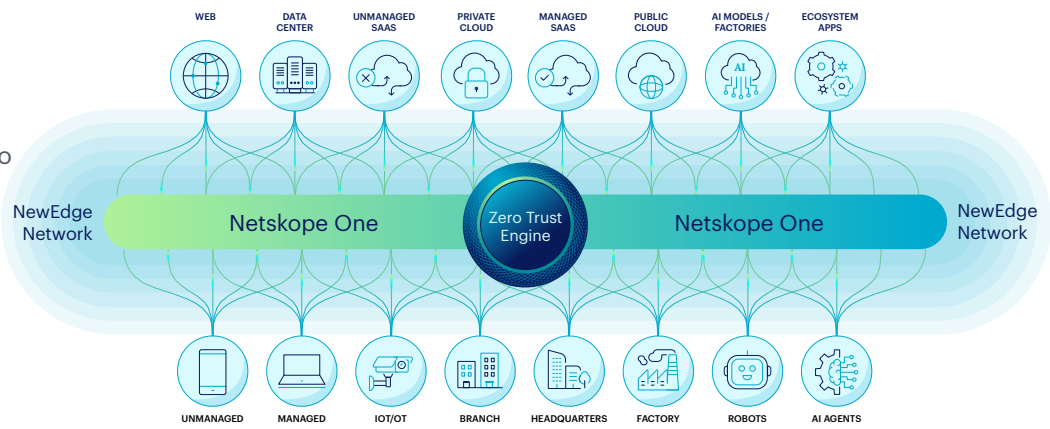 WEB
DATA
CENTER
UNMANAGED
SAAS
PRIVATE
CLOUD
MANAGED
SAAS
PUBLIC
CLOUD
AI MODELS /
FACTORIES
ECOSYSTEM
APPS
AI
O
NewEdge
Network
Netskope One
Zero Trust
Engine
Netskope One
NewEdge
Network
UNMANAGED
MANAGED
IOT/OT
BRANCH
HEADQUARTERS
FACTORY
ROBOTS
AI AGENTS